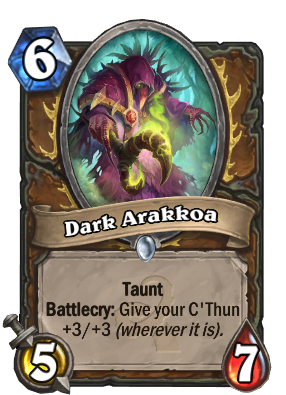 6
Dark Arakkoa
Taunt
Battlecry: Give your C'Thun
+3/+3 (wherever it is).
5
7